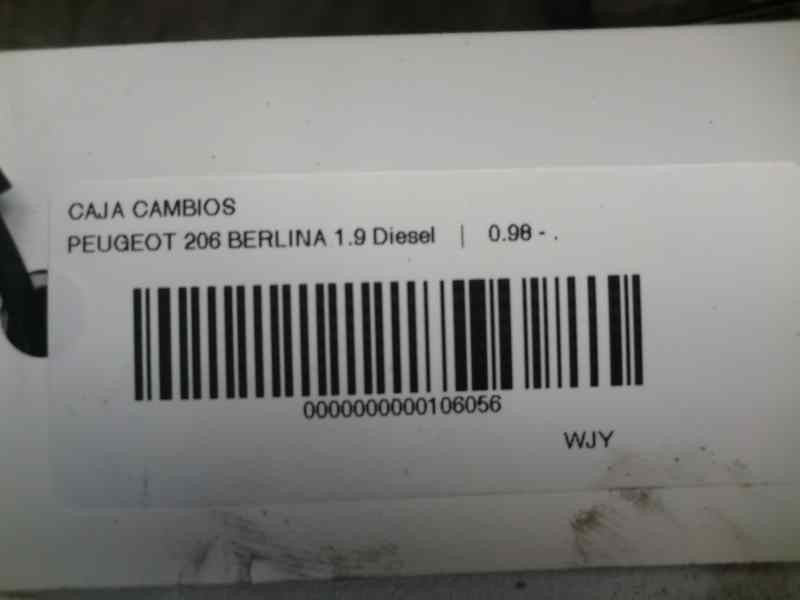 CAJA CAMBIOS
PEUGEOT 206 BERLINA 1.9 Diesel | 0.98 - .
0000000000106056
WJY